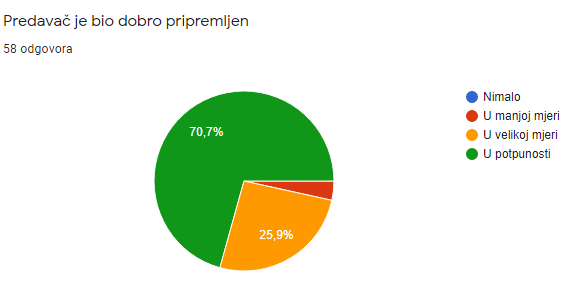 Predavač je bio dobro pripremljen
58 odgovora
70,7%
25,9%
Nimalo
U manjoj mjeri
U velikoj mjeri
U potpunosti